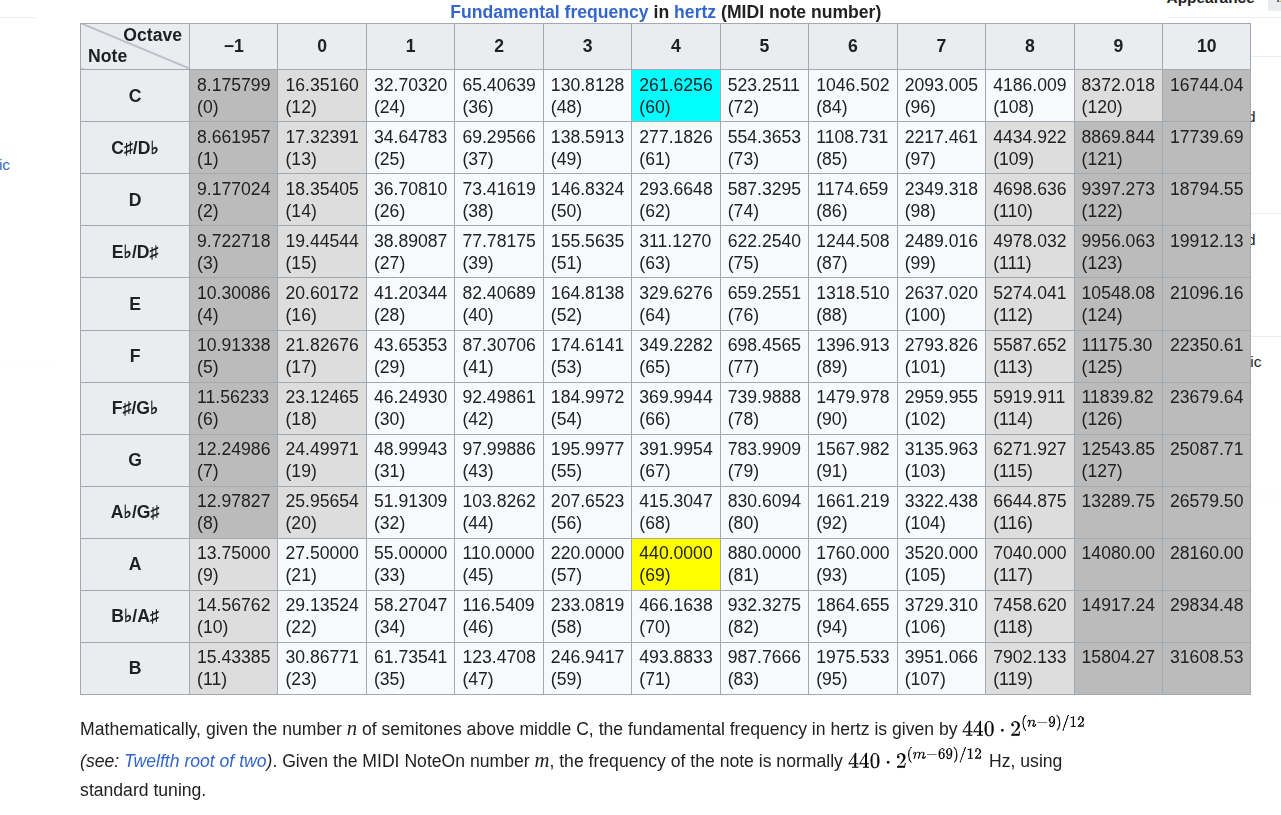 Fundamental frequency in hertz (MIDI note number)
Octave
Note −1 0 1 2 3 4 5 6 7 8 9 10
C 8.175799 (0) 16.35160 (12) 32.70320 (24) 65.40639 (36) 130.8128 (48) 261.6256 (60) 523.2511 (72) 1046.502 (84) 2093.005 (96) 4186.009 (108) 8372.018 (120) 16744.04
C♯/D♭ 8.661957 (1) 17.32391 (13) 34.64783 (25) 69.29566 (37) 138.5913 (49) 277.1826 (61) 554.3653 (73) 1108.731 (85) 2217.461 (97) 4434.922 (109) 8869.844 (121) 17739.69
D 9.177024 (2) 18.35405 (14) 36.70810 (26) 73.41619 (38) 146.8324 (50) 293.6648 (62) 587.3295 (74) 1174.659 (86) 2349.318 (98) 4698.636 (110) 9397.273 (122) 18794.55
E♭/D♯ 9.722718 (3) 19.44544 (15) 38.89087 (27) 77.78175 (39) 155.5635 (51) 311.1270 (63) 622.2540 (75) 1244.508 (87) 2489.016 (99) 4978.032 (111) 9956.063 (123) 19912.13
E 10.30086 (4) 20.60172 (16) 41.20344 (28) 82.40689 (40) 164.8138 (52) 329.6276 (64) 659.2551 (76) 1318.510 (88) 2637.020 (100) 5274.041 (112) 10548.08 (124) 21096.16
F 10.91338 (5) 21.82676 (17) 43.65353 (29) 87.30706 (41) 174.6141 (53) 349.2282 (65) 698.4565 (77) 1396.913 (89) 2793.826 (101) 5587.652 (113) 11175.30 (125) 22350.61
F♯/G♭ 11.56233 (6) 23.12465 (18) 46.24930 (30) 92.49861 (42) 184.9972 (54) 369.9944 (66) 739.9888 (78) 1479.978 (90) 2959.955 (102) 5919.911 (114) 11839.82 (126) 23679.64
G 12.24986 (7) 24.49971 (19) 48.99943 (31) 97.99886 (43) 195.9977 (55) 391.9954 (67) 783.9909 (79) 1567.982 (91) 3135.963 (103) 6271.927 (115) 12543.85 (127) 25087.71
A♭/G♯ 12.97827 (8) 25.95654 (20) 51.91309 (32) 103.8262 (44) 207.6523 (56) 415.3047 (68) 830.6094 (80) 1661.219 (92) 3322.438 (104) 6644.875 (116) 13289.75 26579.50
A 13.75000 (9) 27.50000 (21) 55.00000 (33) 110.0000 (45) 220.0000 (57) 440.0000 (69) 880.0000 (81) 1760.000 (93) 3520.000 (105) 7040.000 (117) 14080.00 28160.00
B♭/A♯ 14.56762 (10) 29.13524 (22) 58.27047 (34) 116.5409 (46) 233.0819 (58) 466.1638 (70) 932.3275 (82) 1864.655 (94) 3729.310 (106) 7458.620 (118) 14917.24 29834.48
B 15.43385 (11) 30.86771 (23) 61.73541 (35) 123.4708 (47) 246.9417 (59) 493.8833 (71) 987.7666 (83) 1975.533 (95) 3951.066 (107) 7902.133 (119) 15804.27 31608.53
Mathematically, given the number n of semitones above middle C, the fundamental frequency in hertz is given by 440 · 2^(n−9)/12
(see: Twelfth root of two). Given the MIDI NoteOn number m, the frequency of the note is normally 440 · 2^(m−69)/12 Hz, using
standard tuning.